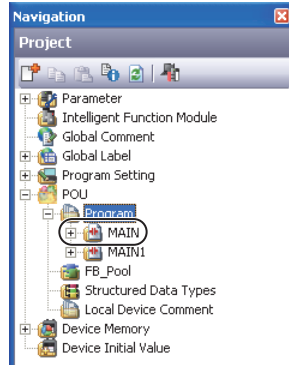 Navigation
Project
Parameter
Intelligent Function Module
Global Comment
Global Label
Program Setting
POU
Program
MAIN
MAIN1
FB_Pool
Structured Data Types
Local Device Comment
Device Memory
Device Initial Value